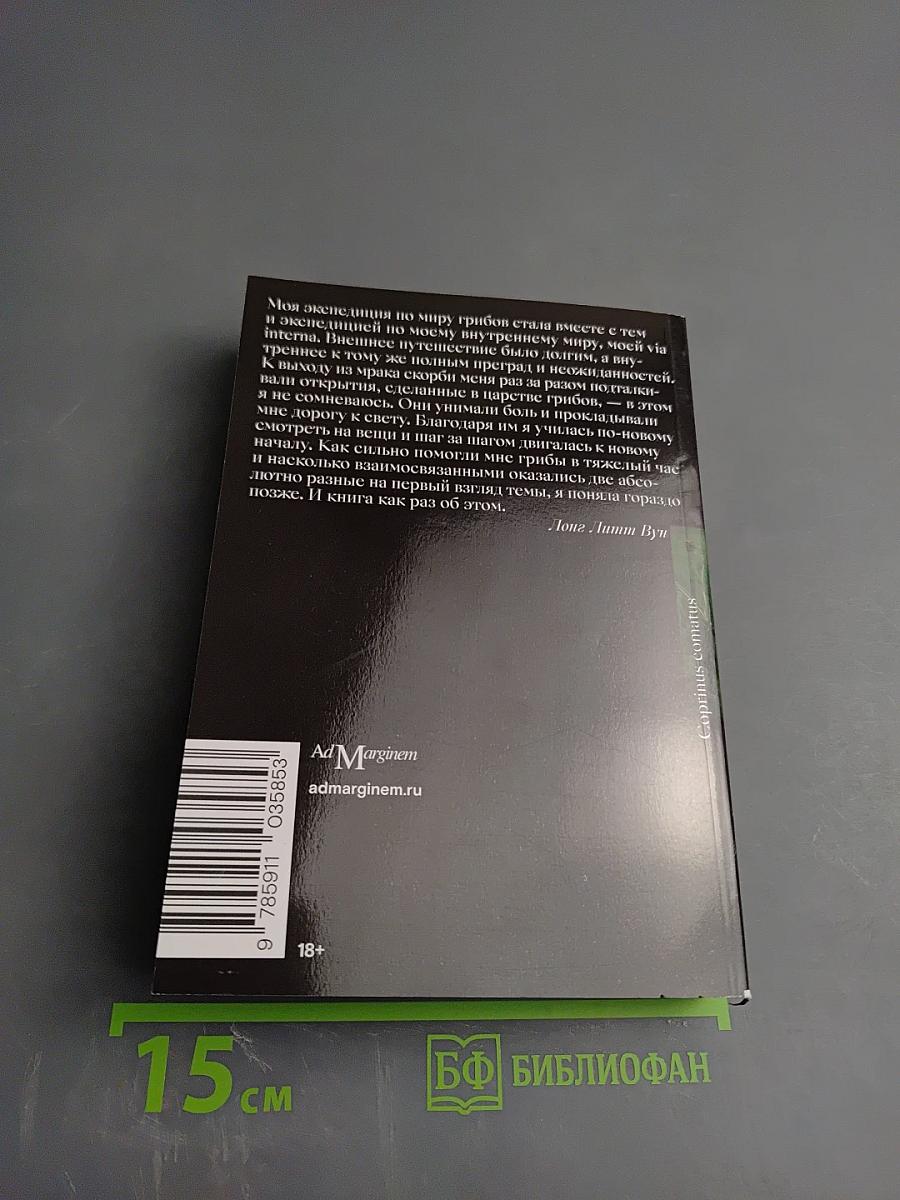 Моя экспедиция по миру грибов стала вместе с тем
и экспедицией по моему внутреннему миру, моей via
interna. Внешнее путешествие было долгим, а вну-
треннее к тому же полным преград и неожиданностей.
К выходу из мрака скорби меня раз за разом подталки-
вали открытия, сделанные в царстве грибов, — в этом
я не сомневаюсь. Они унимали боль и прокладывали
мне дорогу к свету. Благодаря им я училась по-новому
смотреть на вещи и шаг за шагом двигалась к новому
началу. Как сильно помогли мне грибы в тяжелый час
и насколько взаимосвязанными оказались две абсо-
лютно разные на первый взгляд темы, я поняла гораздо
позже. И книга как раз об этом.
Лонг Литт Вун
Coprinus comatus
Ad Marginem
admarginem.ru
9 785911 035853
18+
15 см
БФ БИБЛИОФАН